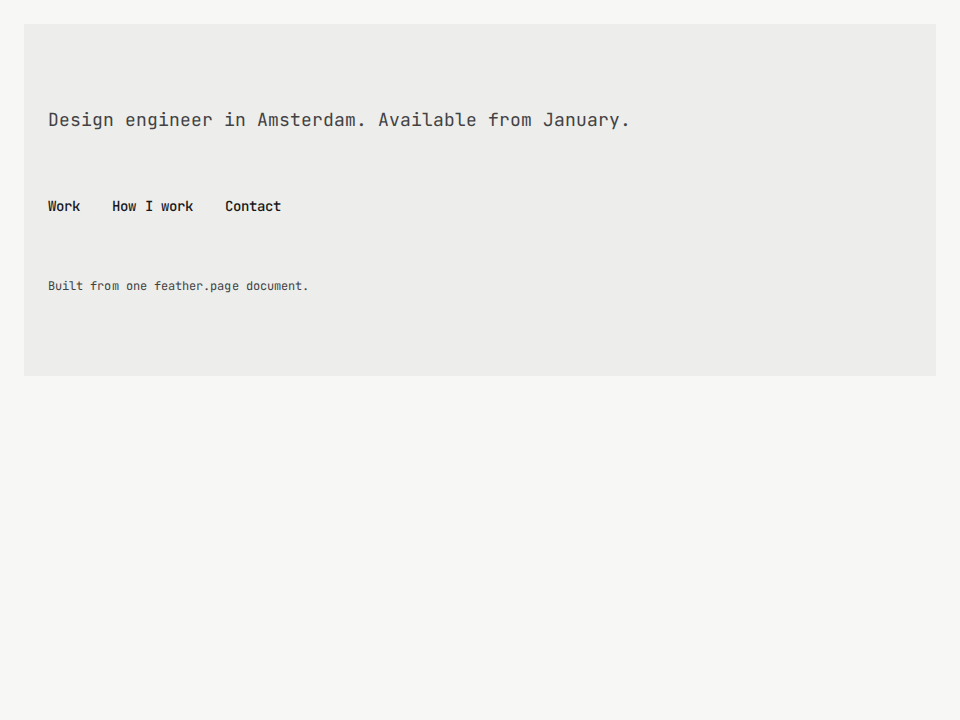 Design engineer in Amsterdam. Available from January.
Work How I work Contact
Built from one feather.page document.